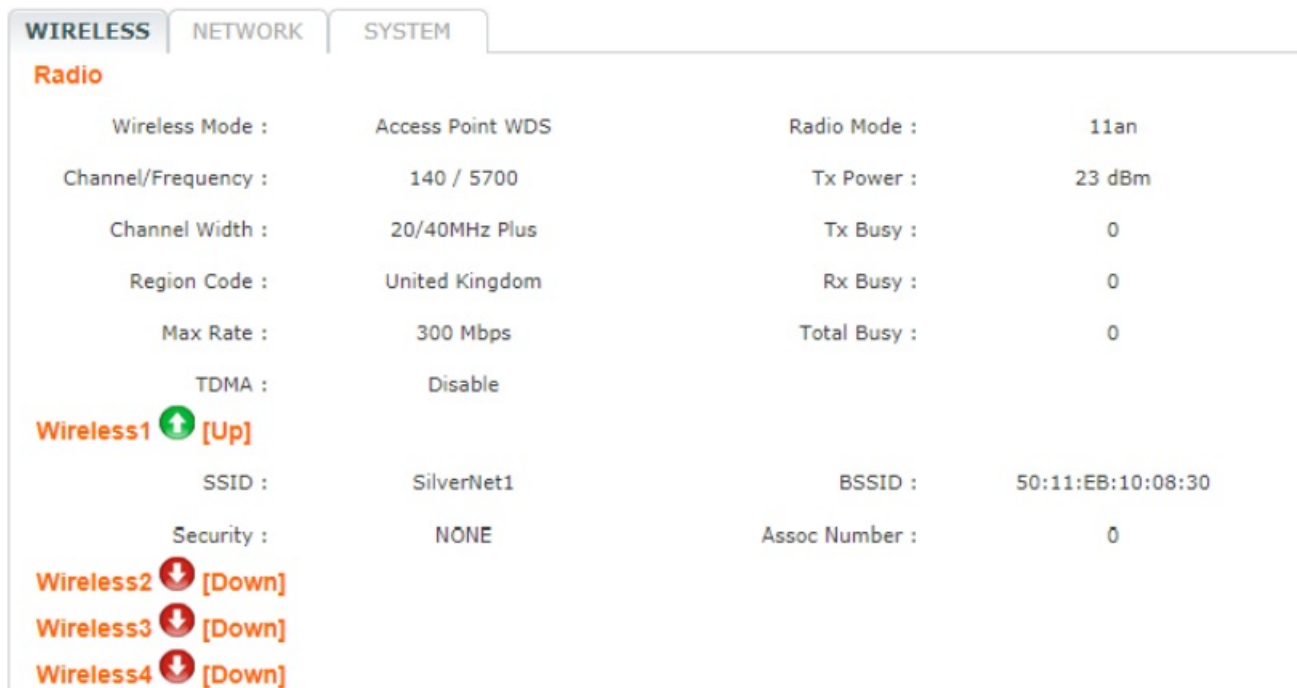 WIRELESS NETWORK SYSTEM
Radio
Wireless Mode : Access Point WDS Radio Mode : 11an
Channel/Frequency : 140 / 5700 Tx Power : 23 dBm
Channel Width : 20/40MHz Plus Tx Busy : 0
Region Code : United Kingdom Rx Busy : 0
Max Rate : 300 Mbps Total Busy : 0
TDMA : Disable
Wireless1 [Up]
SSID : SilverNet1 BSSID : 50:11:EB:10:08:30
Security : NONE Assoc Number : 0
Wireless2 [Down]
Wireless3 [Down]
Wireless4 [Down]